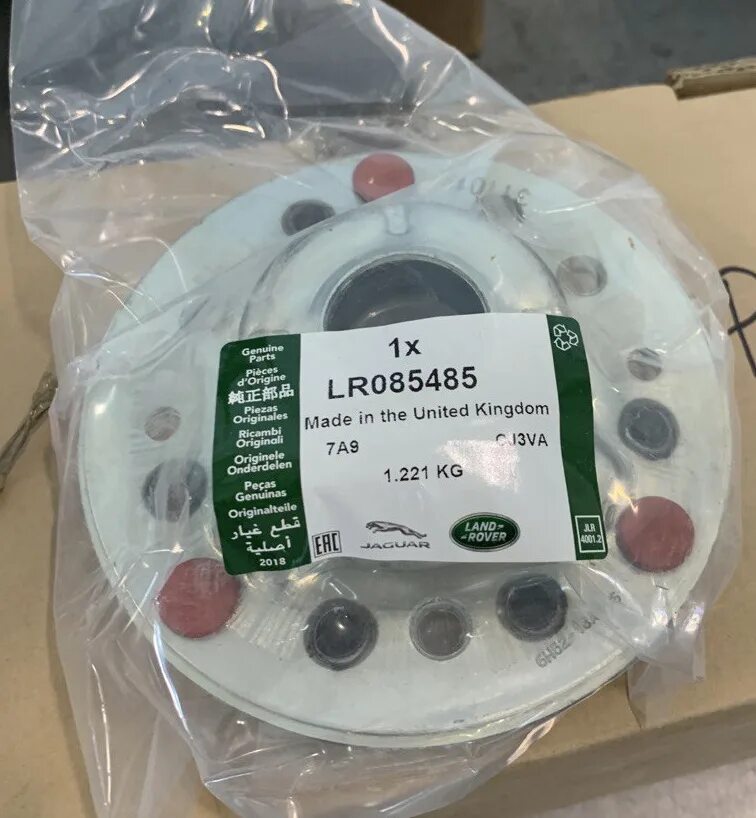 1x
LR085485
Made in the United Kingdom
7A9
1.221 KG
Genuine
Parts
Pièces
d'Origine
純正部品
Piezas
Originales
Ricambi
Originali
Originele
Onderdelen
Peças
Genuinas
Originalteile
قطع غيار
أصلية
2018
EAC
JAGUAR
LAND-
-ROVER
JLR
4001.2